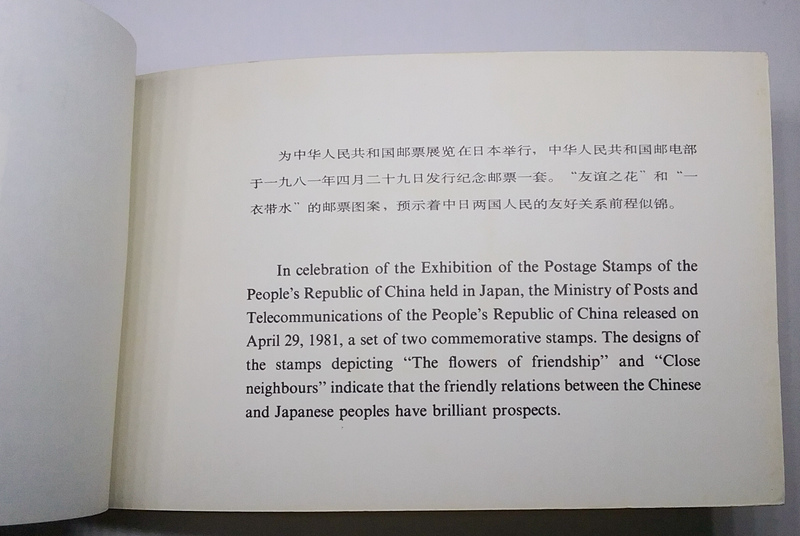 为中华人民共和国邮票展览在日本举行，中华人民共和国邮电部
于一九八一年四月二十九日发行纪念邮票一套。“友谊之花”和“一
衣带水”的邮票图案，预示着中日两国人民的友好关系前程似锦。
In celebration of the Exhibition of the Postage Stamps of the
People's Republic of China held in Japan, the Ministry of Posts and
Telecommunications of the People's Republic of China released on
April 29, 1981, a set of two commemorative stamps. The designs of
the stamps depicting “The flowers of friendship” and “Close
neighbours” indicate that the friendly relations between the Chinese
and Japanese peoples have brilliant prospects.